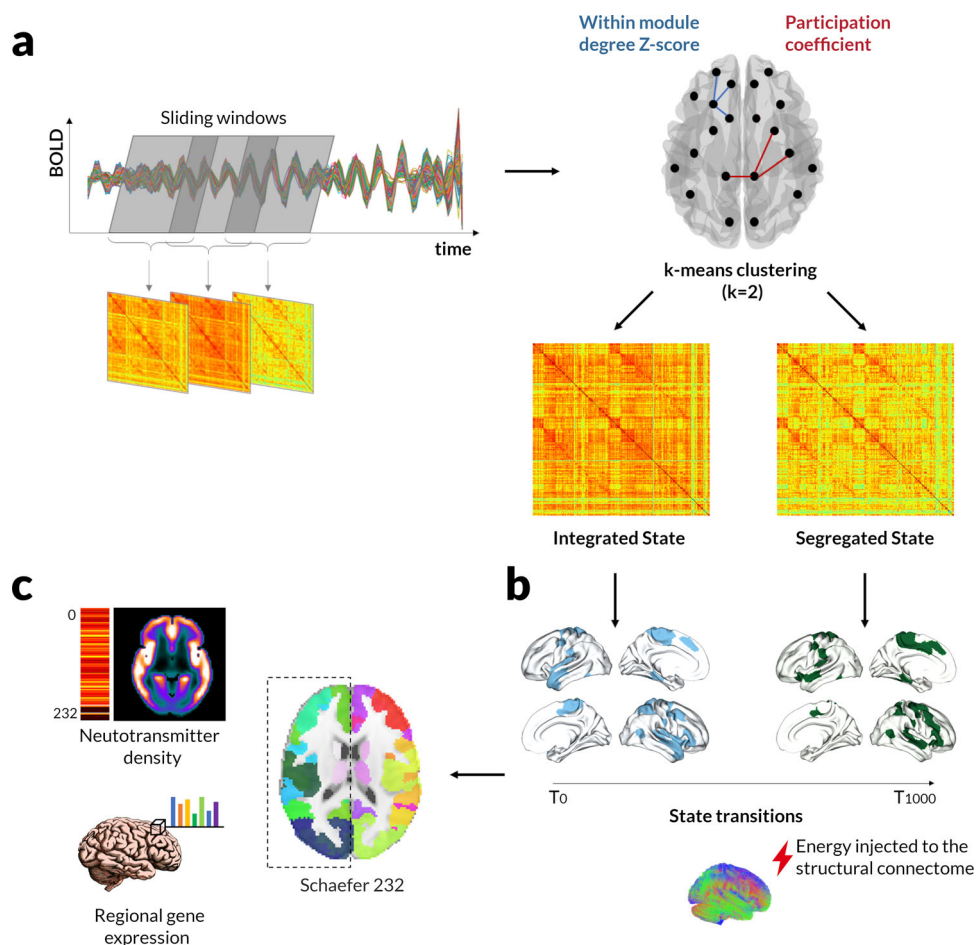 a
Within module
degree Z-score
Participation
coefficient
Sliding windows
BOLD
time
k-means clustering
(k=2)
Integrated State
Segregated State
b
T0
T1000
State transitions
Energy injected to the
structural connectome
c
0
232
Neutotransmitter
density
Regional gene
expression
Schaefer 232